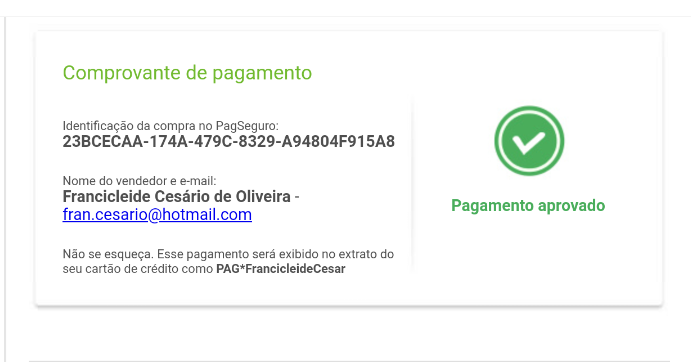 Comprovante de pagamento
Identificação da compra no PagSeguro:
23BCECAA-174A-479C-8329-A94804F915A8
Nome do vendedor e e-mail:
Francicleide Cesário de Oliveira -
fran.cesario@hotmail.com
Não se esqueça. Esse pagamento será exibido no extrato do
seu cartão de crédito como PAG*FrancicleideCesar
Pagamento aprovado